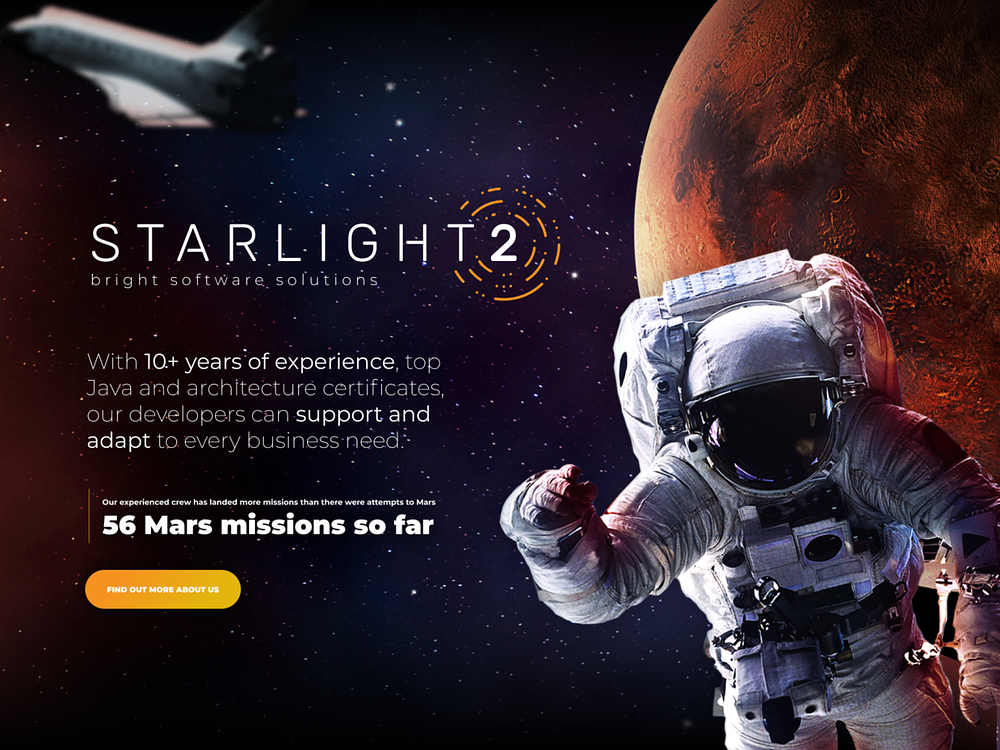 STARLIGHT2
bright software solutions
With 10+ years of experience, top
Java and architecture certificates,
our developers can support and
adapt to every business need.
Our experienced crew has landed more missions than there were attempts to Mars
56 Mars missions so far
FIND OUT MORE ABOUT US